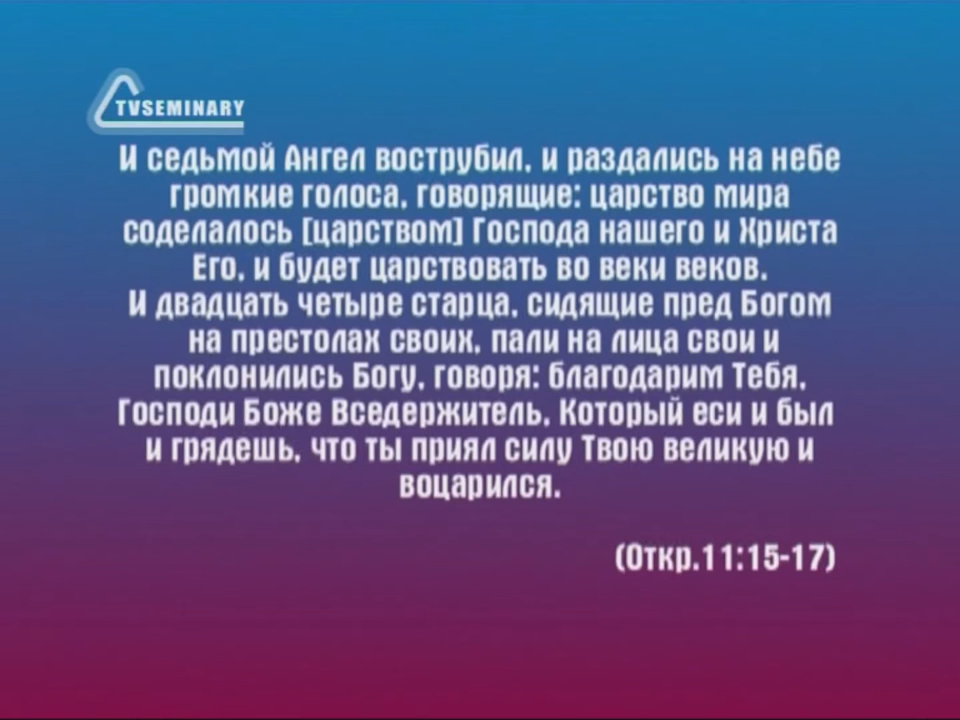 TVSEMINARY
И седьмой Ангел вострубил, и раздались на небе
громкие голоса, говорящие: царство мира
соделалось [царством] Господа нашего и Христа
Его, и будет царствовать во веки веков.
И двадцать четыре старца, сидящие пред Богом
на престолах своих, пали на лица свои и
поклонились Богу, говоря: благодарим Тебя,
Господи Боже Вседержитель, Который еси и был
и грядешь, что ты приял силу Твою великую и
воцарился.
(Откр.11:15-17)